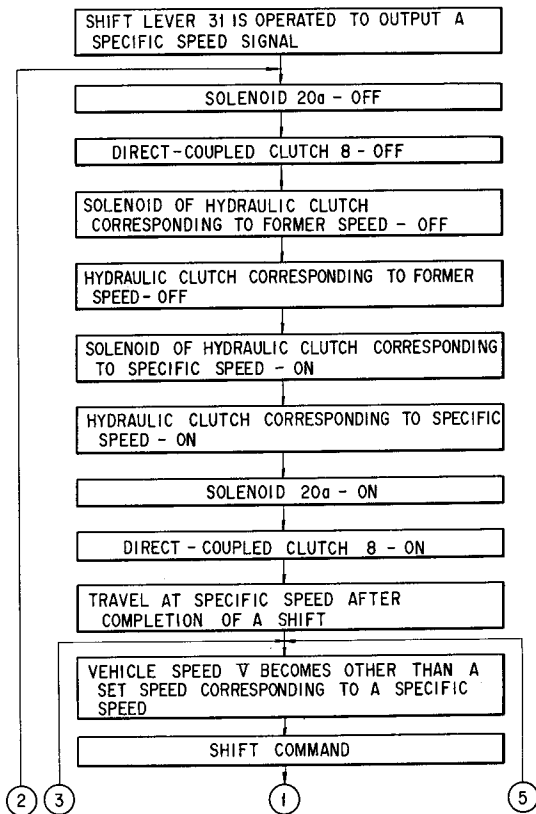 SHIFT LEVER 31 IS OPERATED TO OUTPUT A
SPECIFIC SPEED SIGNAL
SOLENOID 20a - OFF
DIRECT-COUPLED CLUTCH 8 - OFF
SOLENOID OF HYDRAULIC CLUTCH
CORRESPONDING TO FORMER SPEED - OFF
HYDRAULIC CLUTCH CORRESPONDING TO FORMER
SPEED-OFF
SOLENOID OF HYDRAULIC CLUTCH CORRESPONDING
TO SPECIFIC SPEED - ON
HYDRAULIC CLUTCH CORRESPONDING TO SPECIFIC
SPEED - ON
SOLENOID 20a - ON
DIRECT - COUPLED CLUTCH 8 - ON
TRAVEL AT SPECIFIC SPEED AFTER
COMPLETION OF A SHIFT
VEHICLE SPEED V BECOMES OTHER THAN A
SET SPEED CORRESPONDING TO A SPECIFIC
SPEED
SHIFT COMMAND
2 3 1 5